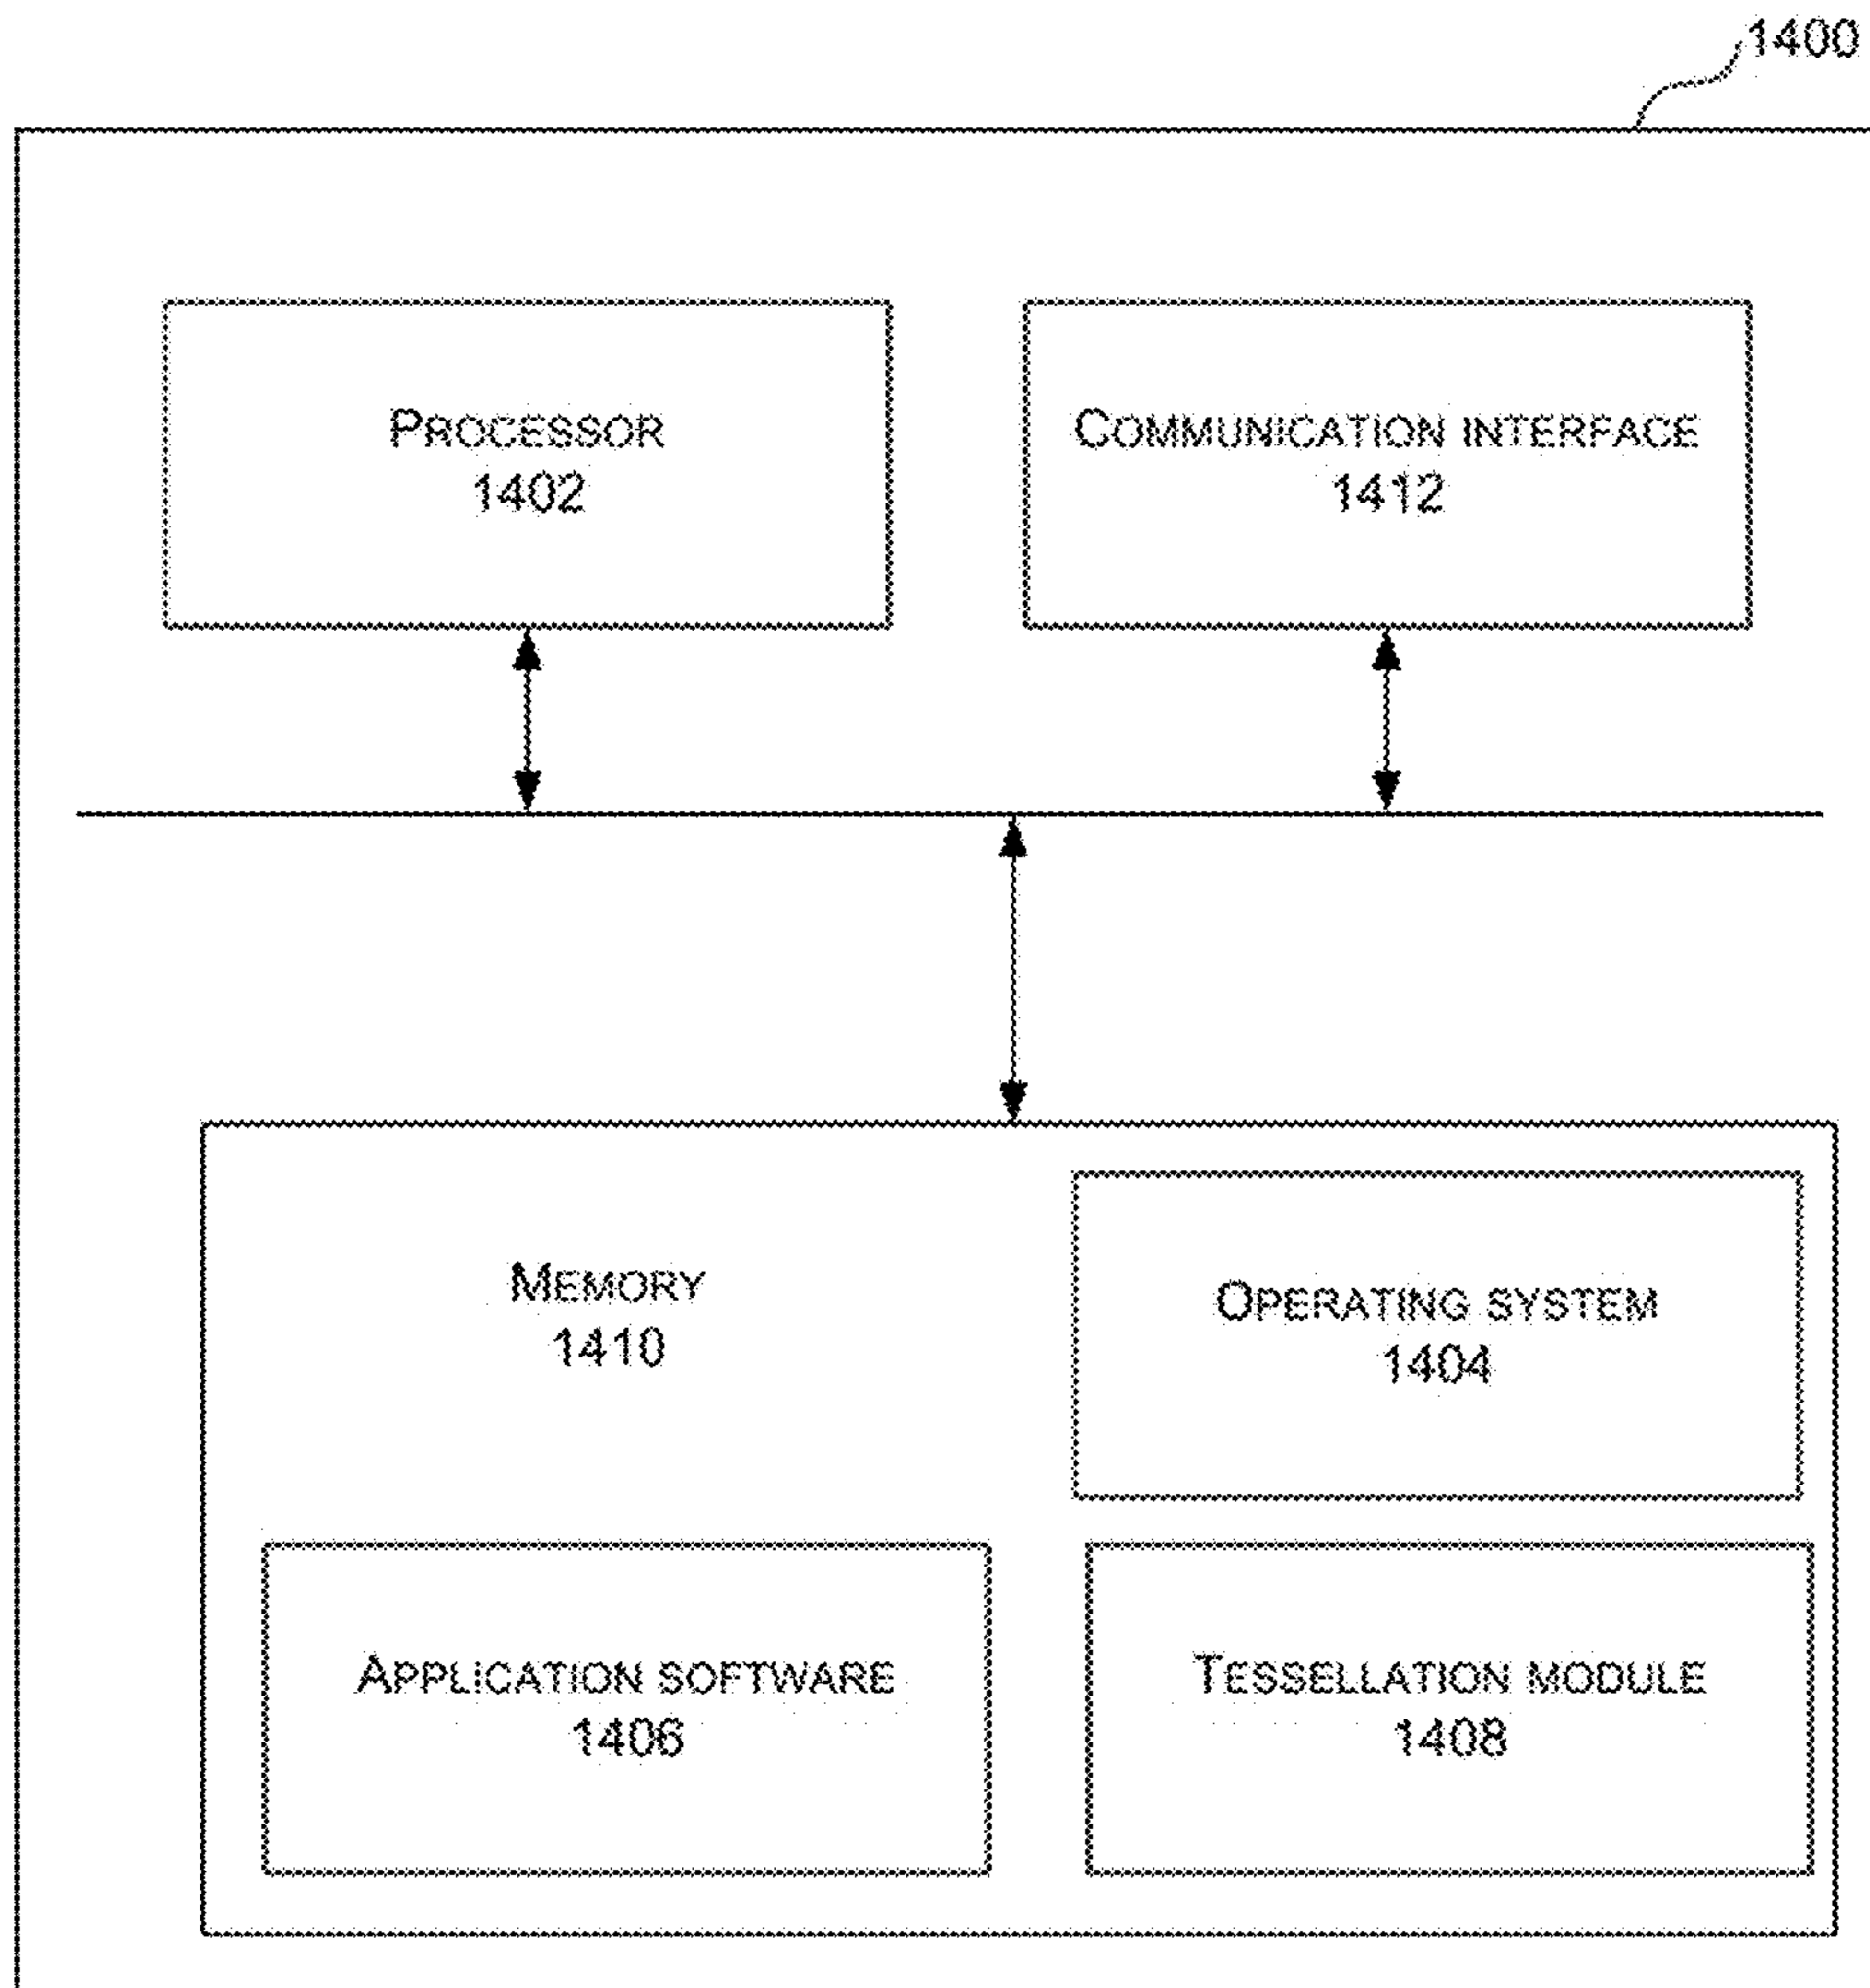 1400
PROCESSOR
1402
COMMUNICATION INTERFACE
1412
MEMORY
1410
OPERATING SYSTEM
1404
APPLICATION SOFTWARE
1406
TESSELLATION MODULE
1408